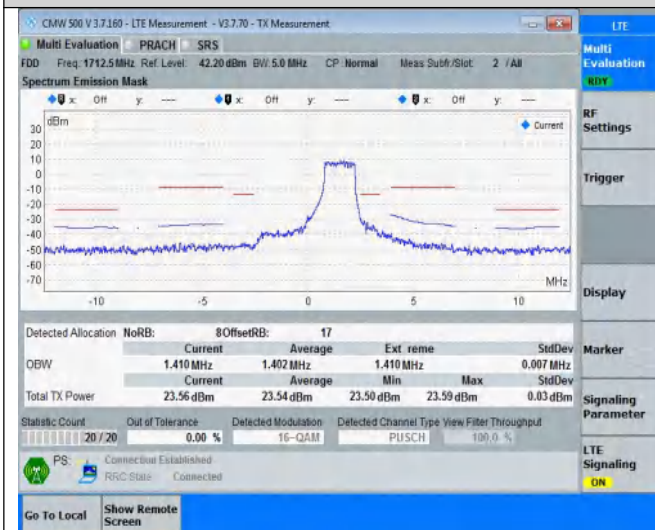 CMW 500 V 3.7.160 - LTE Measurement - V3.7.70 - TX Measurement
LTE
Multi Evaluation PRACH SRS
Multi Evaluation
RDY
FDD Freq: 1712.5 MHz Ref. Level: 42.20 dBm BW: 5.0 MHz CP: Normal Meas Subfr./Slot: 2 / All
Spectrum Emission Mask
x: Off y: --- x: Off y: --- x: Off y: ---
dBm
Current
30
20
10
0
-10
-20
-30
-40
-50
-60
-70
MHz
-10 -5 0 5 10
RF Settings
Trigger
Display
Marker
Signaling Parameter
LTE Signaling
ON
Detected Allocation NoRB: 8 OffsetRB: 17
Current Average Ext reme StdDev
OBW 1.410 MHz 1.402 MHz 1.410 MHz 0.007 MHz
Current Average Min Max StdDev
Total TX Power 23.56 dBm 23.54 dBm 23.50 dBm 23.59 dBm 0.03 dBm
Statistic Count Out of Tolerance Detected Modulation Detected Channel Type View Filter Throughput
20 / 20 0.00 % 16-QAM PUSCH 100.0 %
PS: Connection Established
RRC State Connected
Go To Local Show Remote Screen